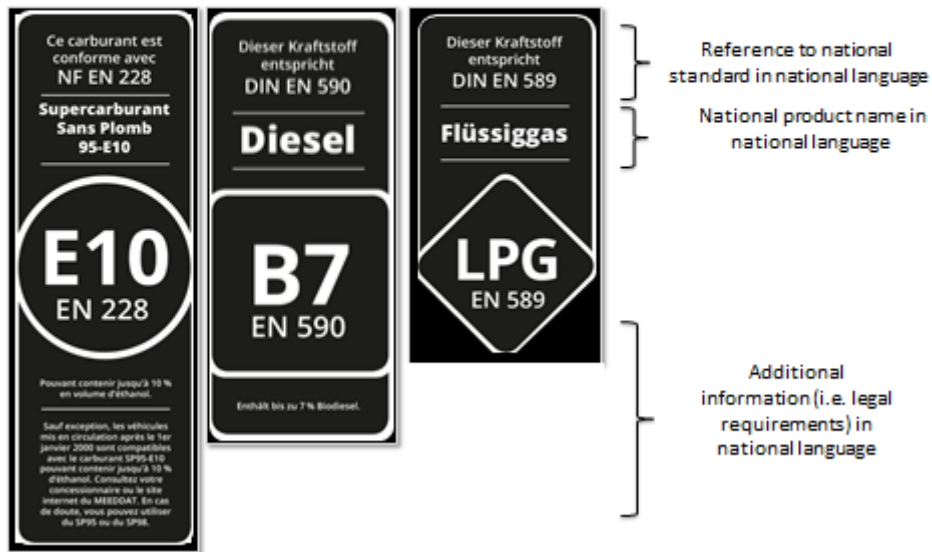 Ce carburant est
conforme avec
NF EN 228
Supercarburant
Sans Plomb
95-E10
E10
EN 228
Pouvant contenir jusqu'à 10 %
en volume d'éthanol.
Sauf exception, les véhicules
mis en circulation après le 1er
janvier 2000 sont compatibles
avec le carburant SP95-E10
pouvant contenir jusqu'à 10 %
d'éthanol. Consultez votre
concessionnaire ou le site
internet du MEEDDAT. En cas
de doute, vous pouvez utiliser
du SP95 ou du SP98.
Dieser Kraftstoff
entspricht
DIN EN 590
Diesel
B7
EN 590
Enthält bis zu 7 % Biodiesel.
Dieser Kraftstoff
entspricht
DIN EN 589
Flüssiggas
LPG
EN 589
Reference to national
standard in national language
National product name in
national language
Additional
information (i.e. legal
requirements) in
national language